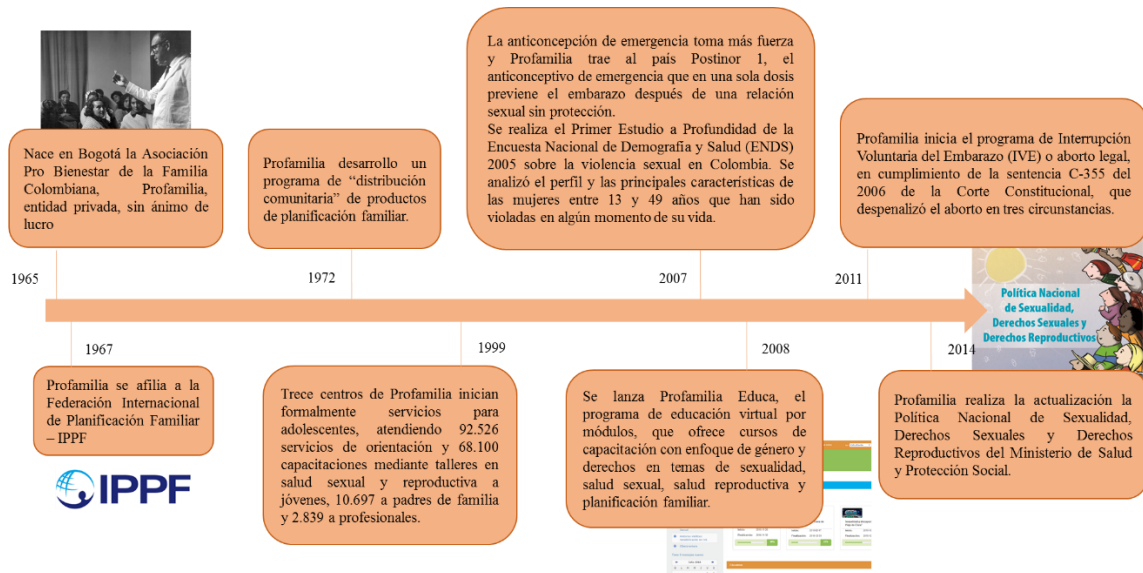 Nace en Bogotá la Asociación
Pro Bienestar de la Familia
Colombiana, Profamilia,
entidad privada, sin ánimo de
lucro
1965
Profamilia se afilia a la
Federación Internacional
de Planificación Familiar
– IPPF
1967
IPPF
Profamilia desarrollo un
programa de “distribución
comunitaria” de productos
de planificación familiar.
1972
Trece centros de Profamilia inician
formalmente servicios para
adolescentes, atendiendo 92.526
servicios de orientación y 68.100
capacitaciones mediante talleres en
salud sexual y reproductiva a
jóvenes, 10.697 a padres de familia
y 2.839 a profesionales.
1999
La anticoncepción de emergencia toma más fuerza
y Profamilia trae al país Postinor 1, el
anticonceptivo de emergencia que en una sola dosis
previene el embarazo después de una relación
sexual sin protección.
Se realiza el Primer Estudio a Profundidad de la
Encuesta Nacional de Demografía y Salud (ENDS)
2005 sobre la violencia sexual en Colombia. Se
analizó el perfil y las principales características de
las mujeres entre 13 y 49 años que han sido
violadas en algún momento de su vida.
2007
Se lanza Profamilia Educa, el
programa de educación virtual por
módulos, que ofrece cursos de
capacitación con enfoque de género y
derechos en temas de sexualidad,
salud sexual, salud reproductiva y
planificación familiar.
2008
Profamilia inicia el programa de Interrupción
Voluntaria del Embarazo (IVE) o aborto legal,
en cumplimiento de la sentencia C-355 del
2006 de la Corte Constitucional, que
despenalizó el aborto en tres circunstancias.
2011
Política Nacional
de Sexualidad,
Derechos Sexuales y
Derechos Reproductivos
2014
Profamilia realiza la actualización la
Política Nacional de Sexualidad,
Derechos Sexuales y Derechos
Reproductivos del Ministerio de Salud
y Protección Social.